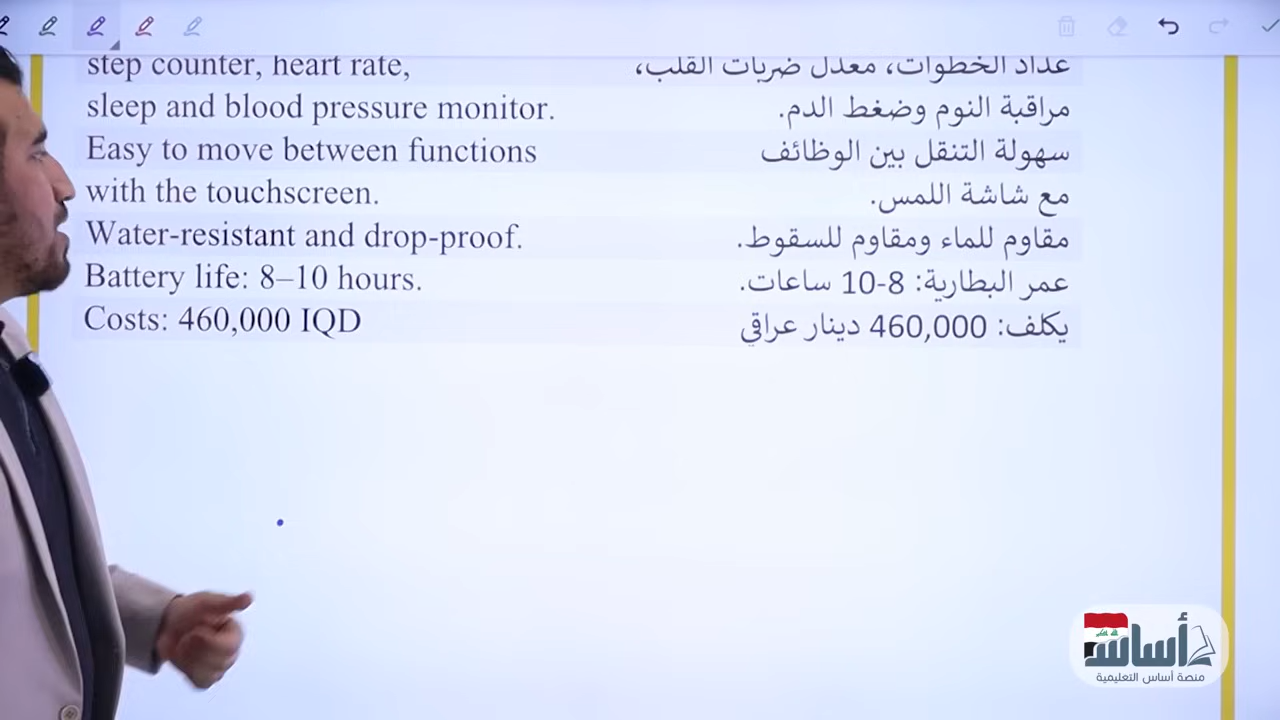 step counter, heart rate,
عداد الخطوات، معدل ضربات القلب،
sleep and blood pressure monitor.
مراقبة النوم وضغط الدم.
Easy to move between functions
سهولة التنقل بين الوظائف
with the touchscreen.
مع شاشة اللمس.
Water-resistant and drop-proof.
مقاوم للماء ومقاوم للسقوط.
Battery life: 8–10 hours.
عمر البطارية: 8-10 ساعات.
Costs: 460,000 IQD
يكلف: 460,000 دينار عراقي
أساس
منصة أساس التعليمية